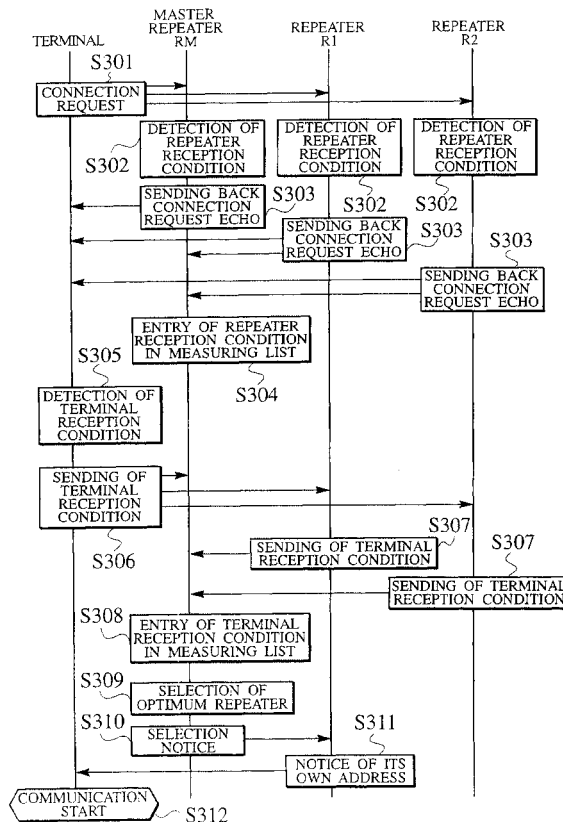 TERMINAL
MASTER
REPEATER
RM
REPEATER
R1
REPEATER
R2
S301
CONNECTION
REQUEST
DETECTION OF
REPEATER
RECEPTION
CONDITION
DETECTION OF
REPEATER
RECEPTION
CONDITION
DETECTION OF
REPEATER
RECEPTION
CONDITION
S302
S302
S302
SENDING BACK
CONNECTION
REQUEST ECHO
S303
SENDING BACK
CONNECTION
REQUEST ECHO
S303
S303
SENDING BACK
CONNECTION
REQUEST ECHO
ENTRY OF REPEATER
RECEPTION CONDITION
IN MEASURING LIST
S304
S305
DETECTION OF
TERMINAL
RECEPTION
CONDITION
SENDING OF
TERMINAL
RECEPTION
CONDITION
S306
S307
SENDING OF TERMINAL
RECEPTION CONDITION
S307
SENDING OF TERMINAL
RECEPTION CONDITION
S308
ENTRY OF TERMINAL
RECEPTION CONDITION
IN MEASURING LIST
S309
SELECTION OF
OPTIMUM REPEATER
S310
SELECTION
NOTICE
S311
NOTICE OF ITS
OWN ADDRESS
COMMUNICATION
START
S312